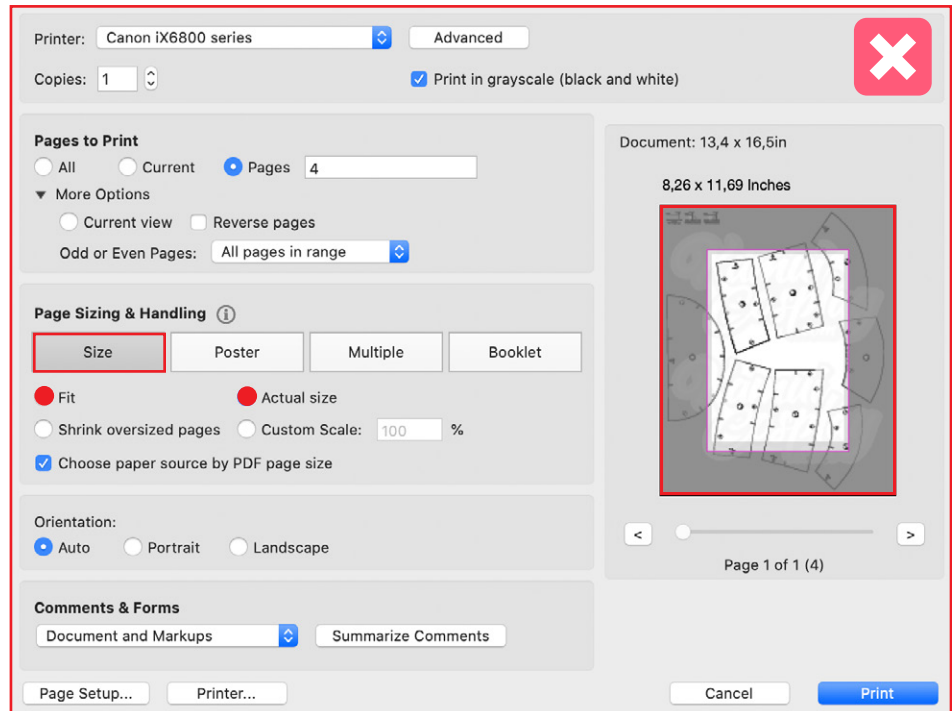 Printer: Canon iX6800 series Advanced
Copies: 1 Print in grayscale (black and white)
Pages to Print
All Current Pages 4
More Options
Current view Reverse pages
Odd or Even Pages: All pages in range
Page Sizing & Handling
Size Poster Multiple Booklet
Fit Actual size
Shrink oversized pages Custom Scale: 100 %
Choose paper source by PDF page size
Orientation:
Auto Portrait Landscape
Comments & Forms
Document and Markups Summarize Comments
Page Setup... Printer...
Document: 13,4 x 16,5in
8,26 x 11,69 Inches
< >
Page 1 of 1 (4)
Cancel Print